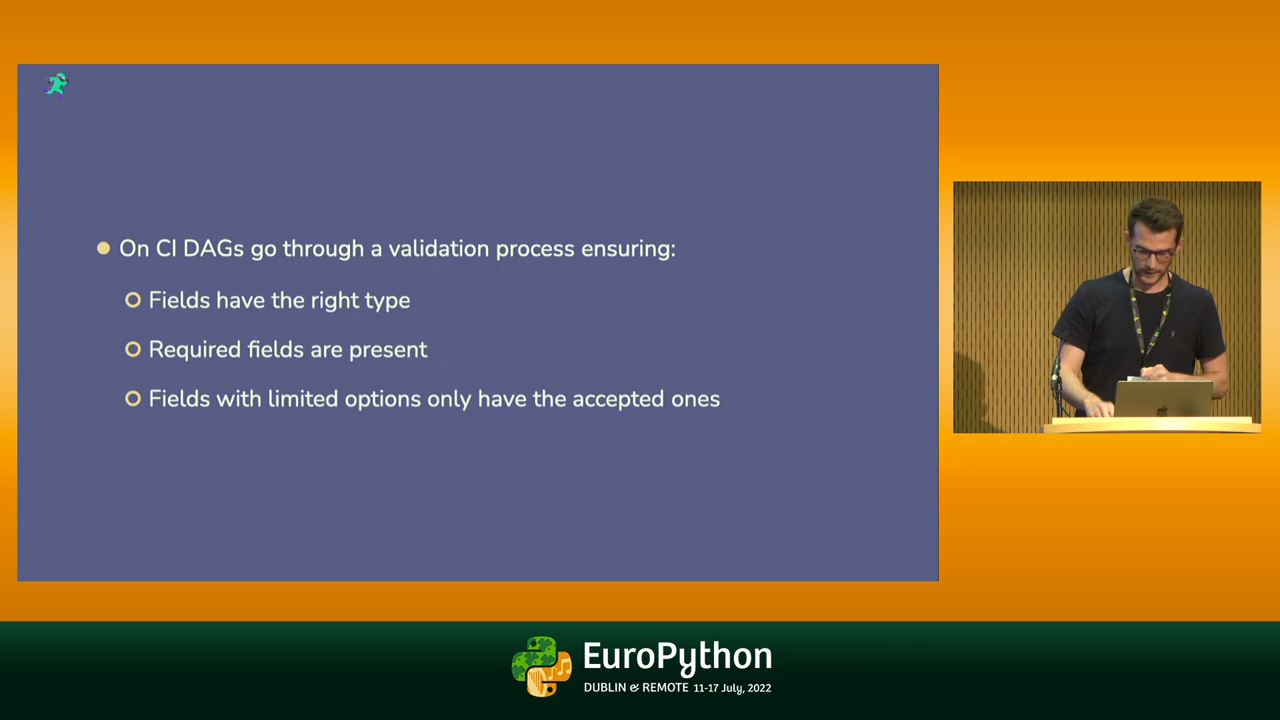 On CI DAGs go through a validation process ensuring:
Fields have the right type
Required fields are present
Fields with limited options only have the accepted ones
EuroPython
DUBLIN & REMOTE 11-17 July, 2022